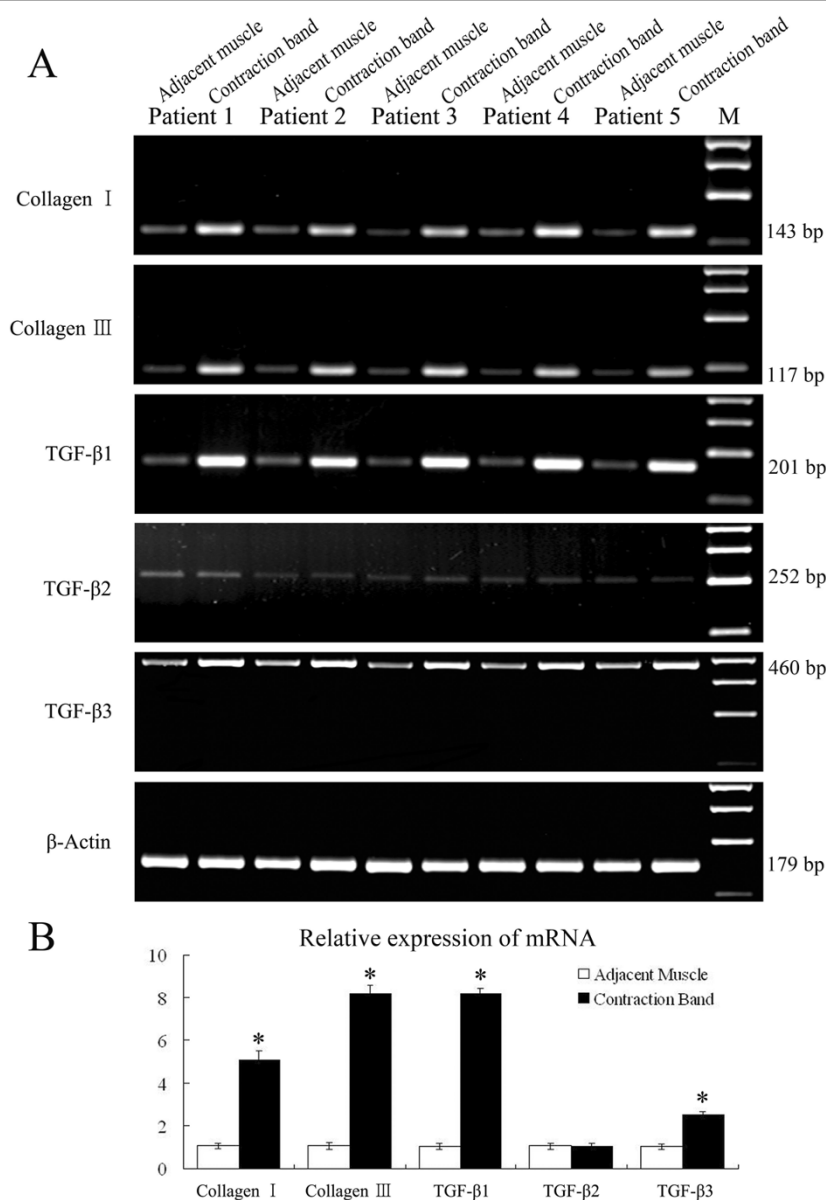 A
Adjacent muscle
Contraction band
Adjacent muscle
Contraction band
Adjacent muscle
Contraction band
Adjacent muscle
Contraction band
Adjacent muscle
Contraction band
Patient 1 Patient 2 Patient 3 Patient 4 Patient 5 M
Collagen Ⅰ
143 bp
Collagen Ⅲ
117 bp
TGF-β1
201 bp
TGF-β2
252 bp
TGF-β3
460 bp
β-Actin
179 bp
B
Relative expression of mRNA
10
8
6
4
2
0
* * * *
Adjacent Muscle
Contraction Band
Collagen Ⅰ Collagen Ⅲ TGF-β1 TGF-β2 TGF-β3